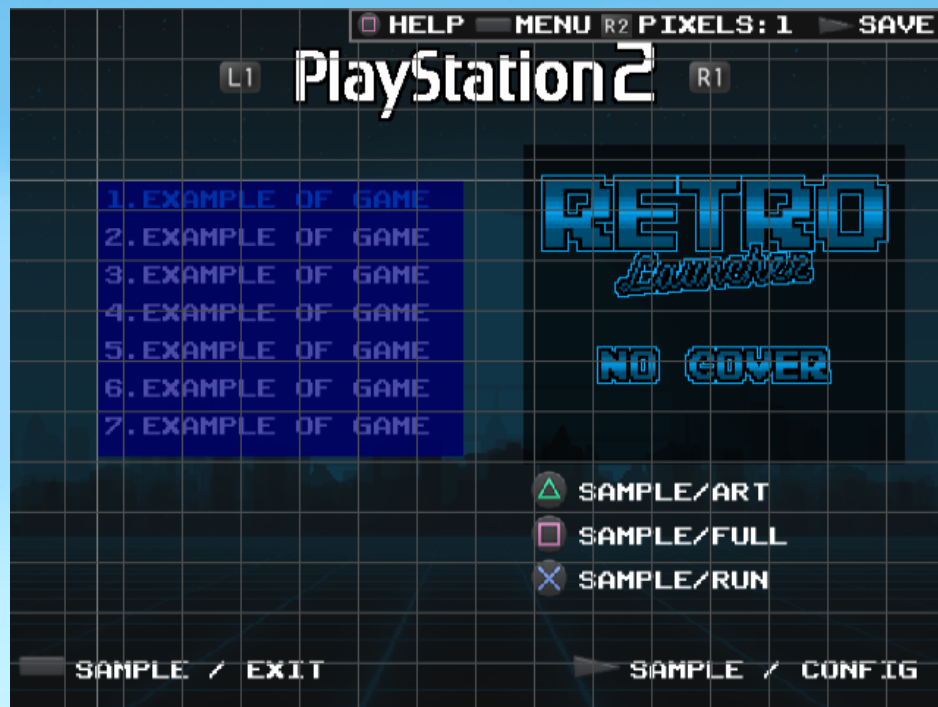 HELP MENU R2 PIXELS:1 SAVE
L1 PlayStation 2 R1
RETRO
Launcher
NO COVER
1.EXAMPLE OF GAME
2.EXAMPLE OF GAME
3.EXAMPLE OF GAME
4.EXAMPLE OF GAME
5.EXAMPLE OF GAME
6.EXAMPLE OF GAME
7.EXAMPLE OF GAME
SAMPLE/ART
SAMPLE/FULL
SAMPLE/RUN
SAMPLE / EXIT
SAMPLE / CONFIG